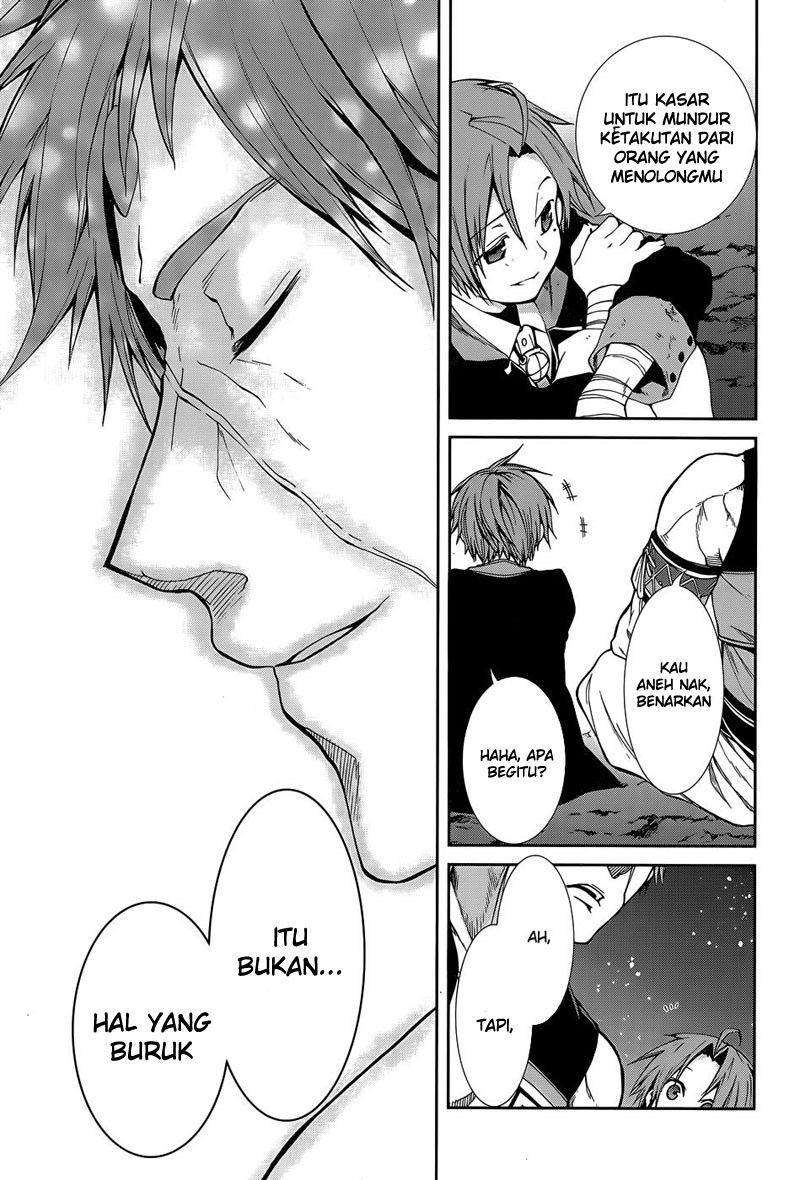 ITU KASAR
UNTUK MUNDUR
KETAKUTAN DARI
ORANG YANG
MENOLONGMU
KAU
ANEH NAK,
BENARKAN
HAHA, APA
BEGITU?
AH,
TAPI,
ITU
BUKAN...
HAL YANG
BURUK